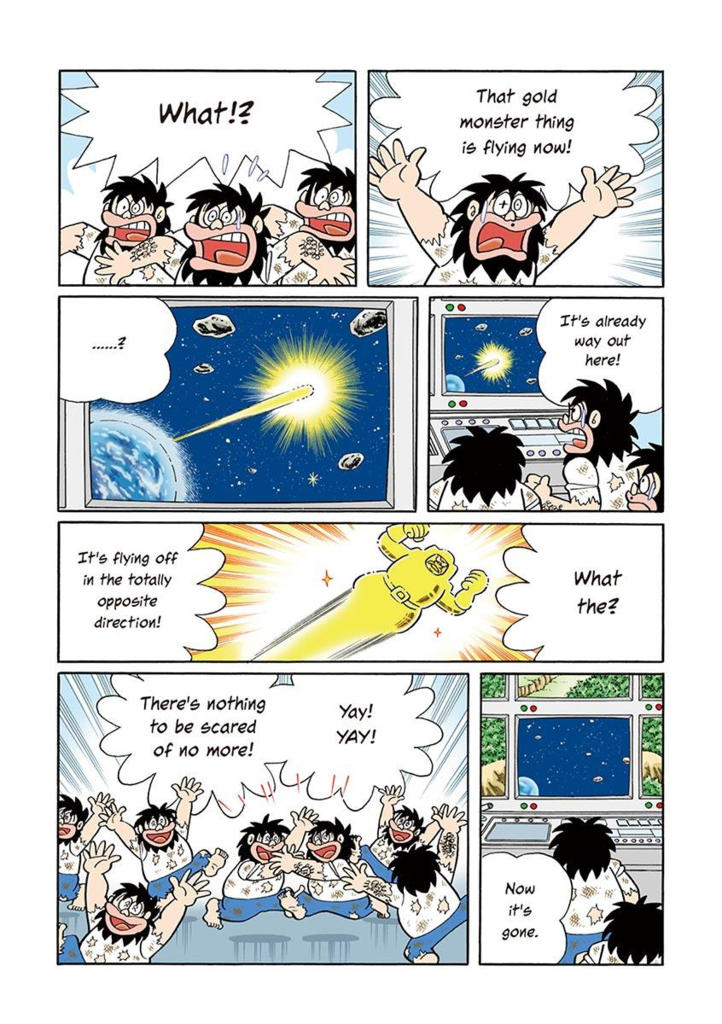 What!?
That gold
monster thing
is flying now!
......?
It's already
way out
here!
It's flying off
in the totally
opposite
direction!
What
the?
There's nothing
to be scared
of no more!
Yay!
YAY!
Now
it's
gone.